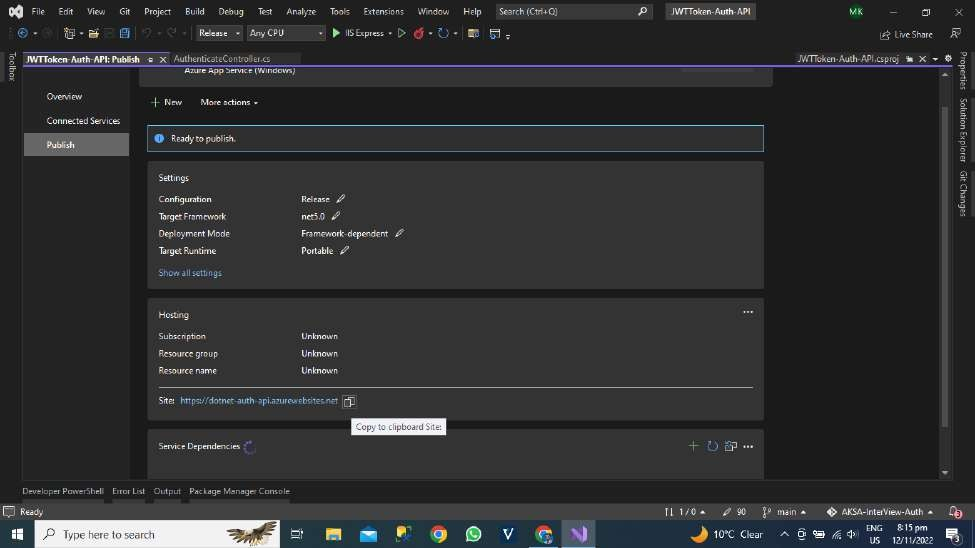 File Edit View Git Project Build Debug Test Analyze Tools Extensions Window Help Search (Ctrl+Q) JWTToken-Auth-API MK
Release Any CPU IIS Express Live Share
Toolbox
JWTToken-Auth-API: Publish AuthenticateController.cs JWTToken-Auth-API.csproj
Azure App Service (Windows)
Overview
Connected Services
Publish
New More actions
Ready to publish.
Settings
Configuration Release
Target Framework net5.0
Deployment Mode Framework-dependent
Target Runtime Portable
Show all settings
Hosting
Subscription Unknown
Resource group Unknown
Resource name Unknown
Site: https://dotnet-auth-api.azurewebsites.net
Copy to clipboard Site:
Service Dependencies
Properties
Solution Explorer
Git Changes
Developer PowerShell Error List Output Package Manager Console
Ready 1 / 0 90 main AKSA-InterView-Auth 3
Type here to search 10°C Clear ENG US 8:15 pm 12/11/2022 3